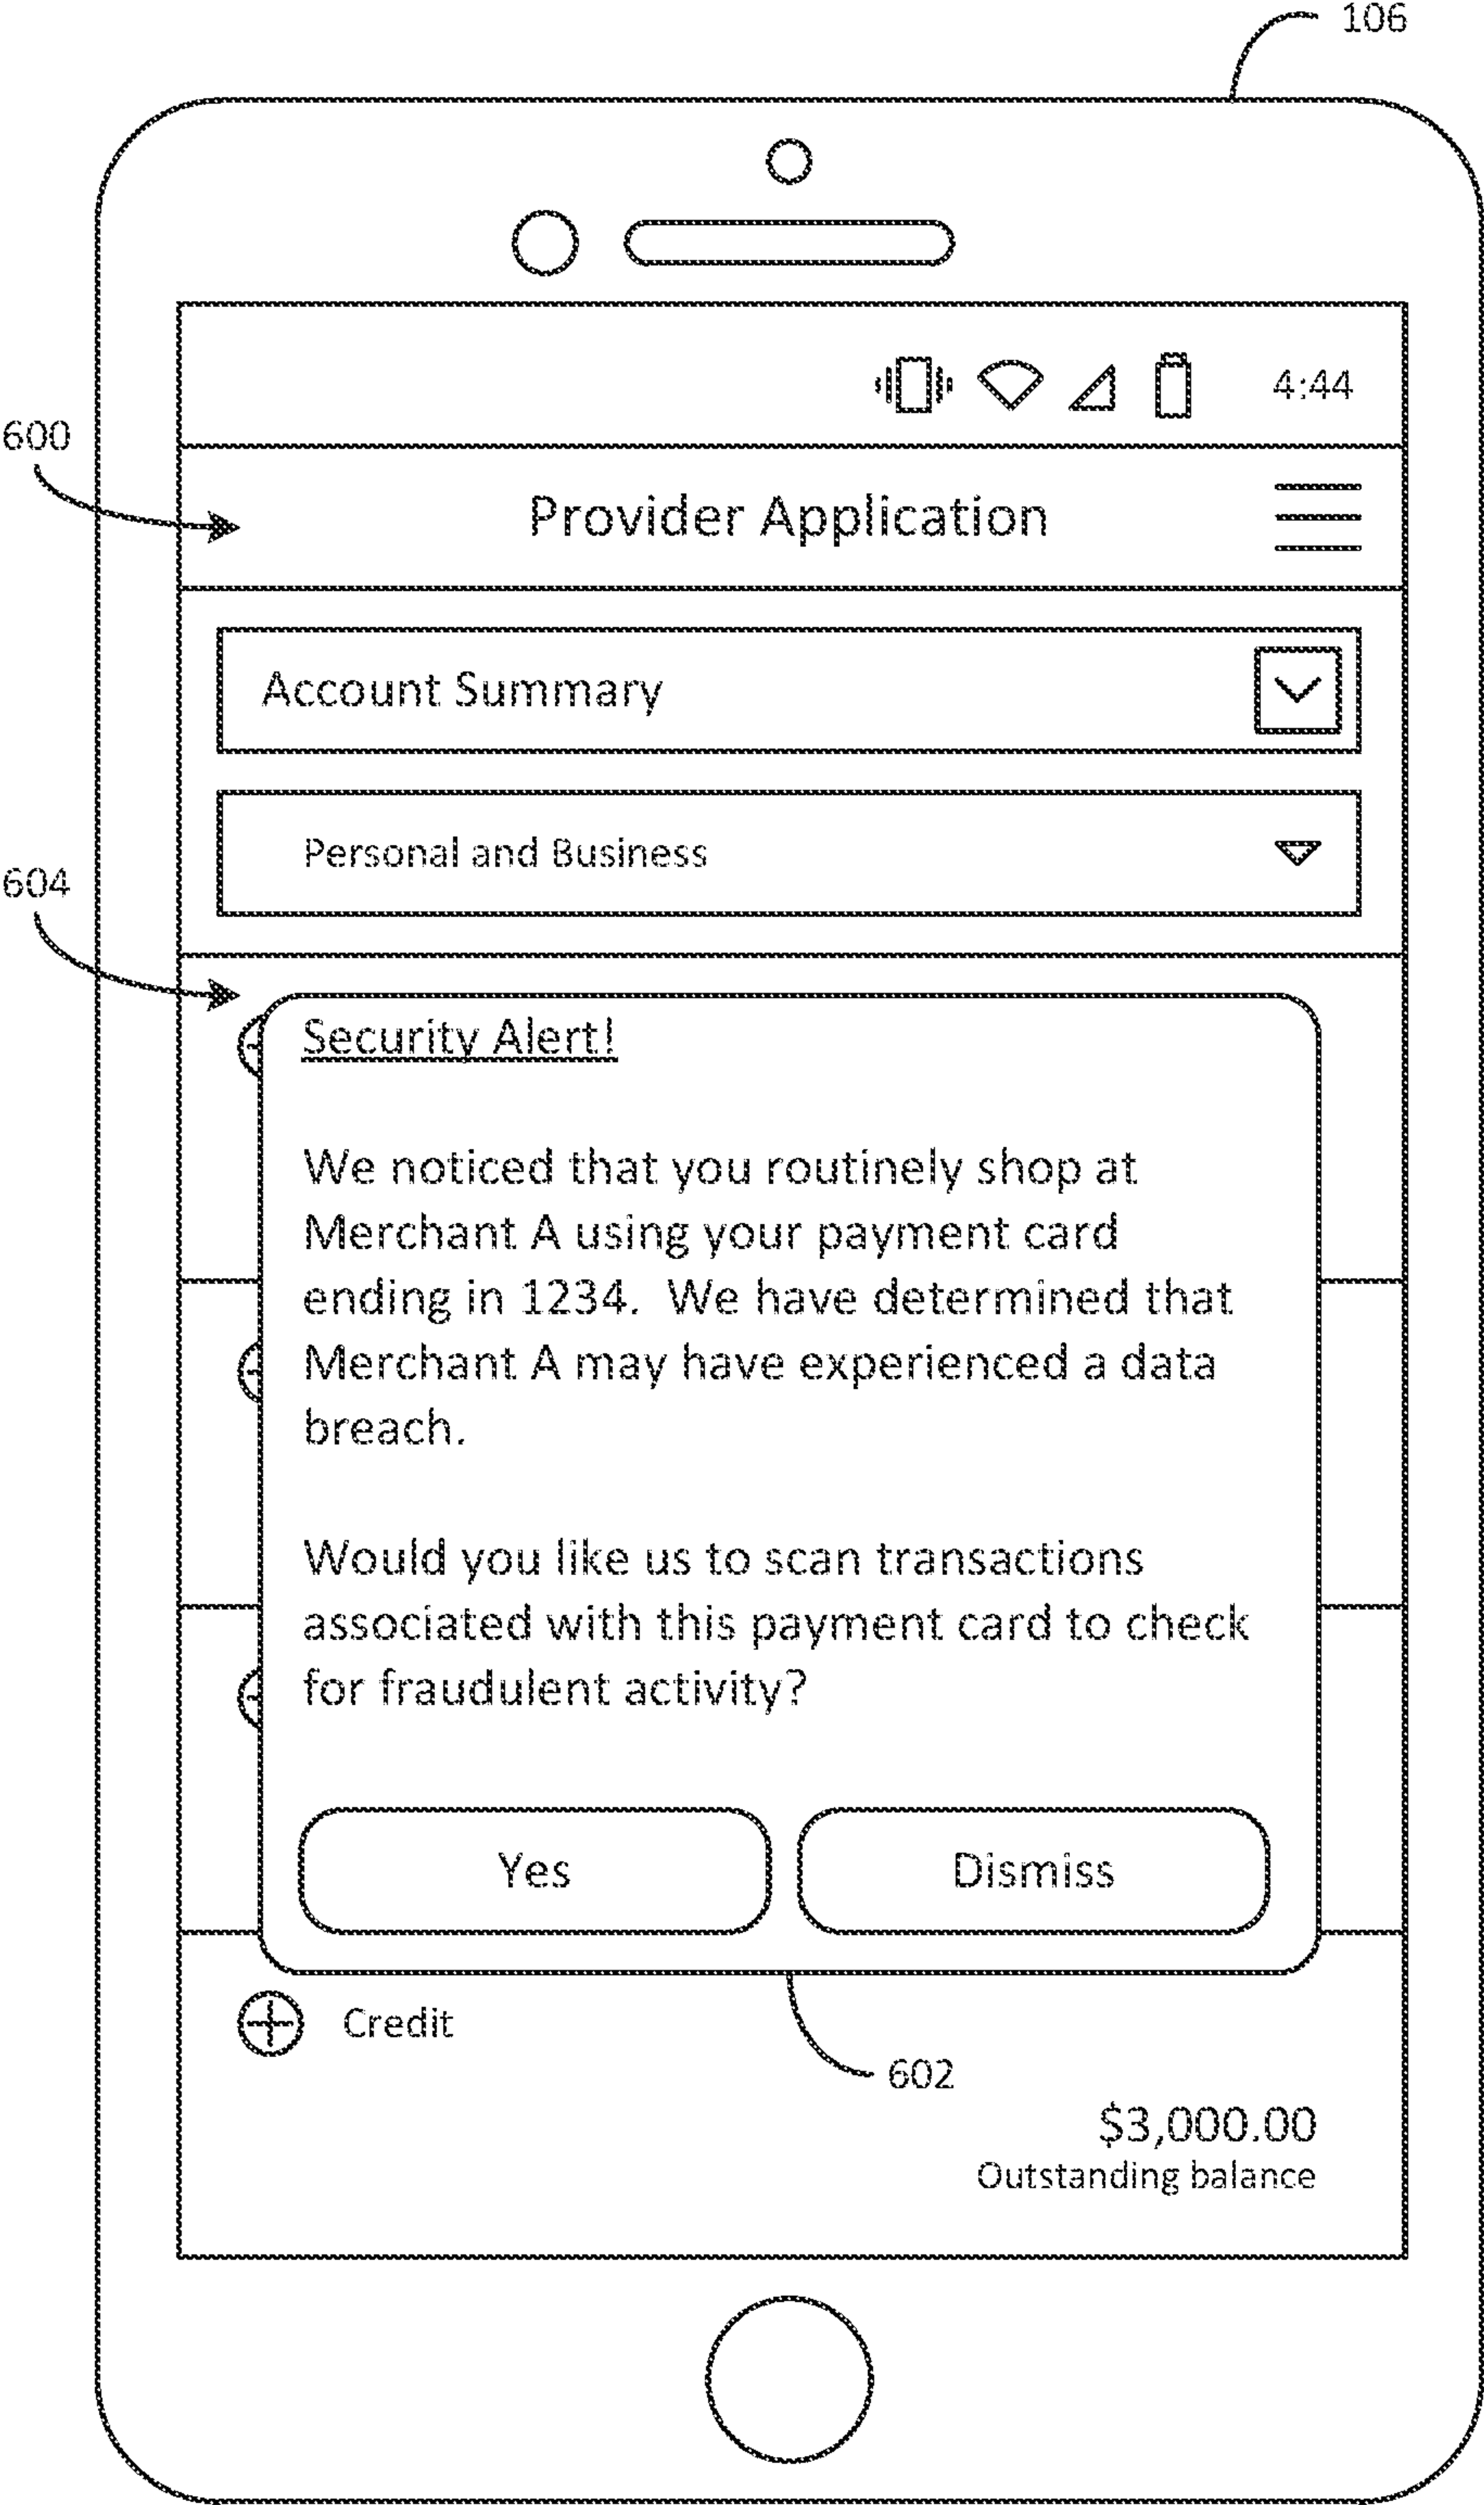 106
4:44
600
Provider Application
Account Summary
Personal and Business
604
Security Alert!
We noticed that you routinely shop at
Merchant A using your payment card
ending in 1234.  We have determined that
Merchant A may have experienced a data
breach.
Would you like us to scan transactions
associated with this payment card to check
for fraudulent activity?
Yes
Dismiss
Credit
602
$3,000.00
Outstanding balance